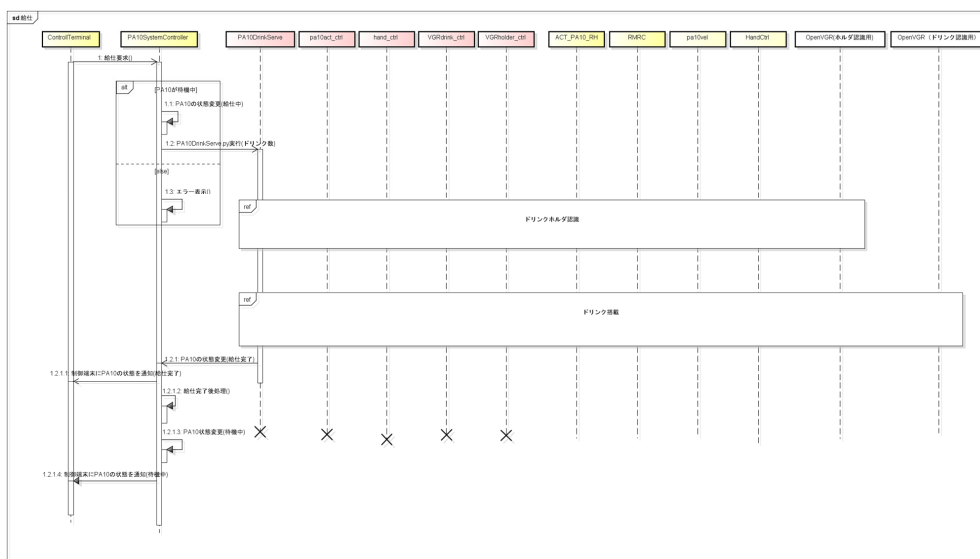 sd 給仕
ControllTerminal
PA10SystemController
PA10DrinkServe
pa10act_ctrl
hand_ctrl
VGRdrink_ctrl
VGRholder_ctrl
ACT_PA10_RH
RMRC
pa10vel
HandCtrl
OpenVGR(ホルダ認識用)
OpenVGR（ドリンク認識用）
1: 給仕要求()
alt
[PA10が待機中]
1.1: PA10の状態変更(給仕中)
1.2: PA10DrinkServe.py実行(ドリンク数)
[else]
1.3: エラー表示()
ref
ドリンクホルダ認識
ref
ドリンク搭載
1.2.1: PA10の状態変更(給仕完了)
1.2.1.1: 制御端末にPA10の状態を通知(給仕完了)
1.2.1.2: 給仕完了後処理()
1.2.1.3: PA10状態変更(待機中)
1.2.1.4: 制御端末にPA10の状態を通知(待機中)